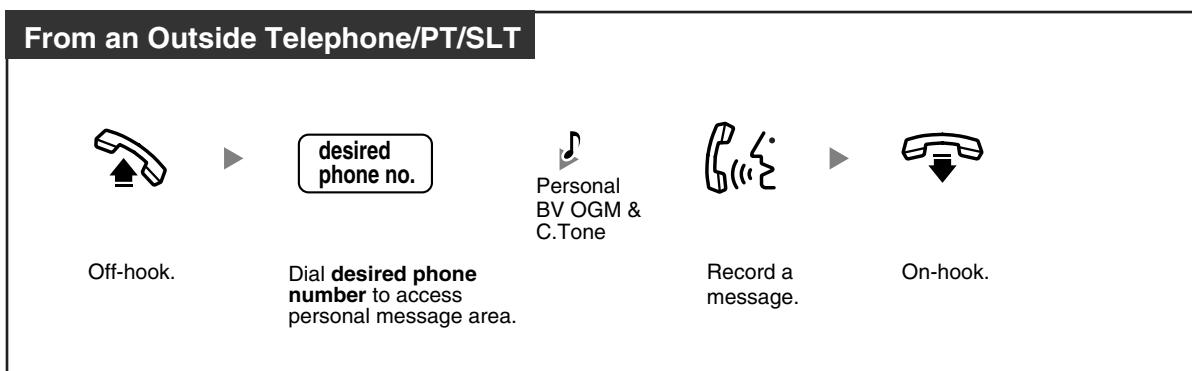 From an Outside Telephone/PT/SLT
desired
phone no.
Personal
BV OGM &
C.Tone
Off-hook.
Dial desired phone
number to access
personal message area.
Record a
message.
On-hook.